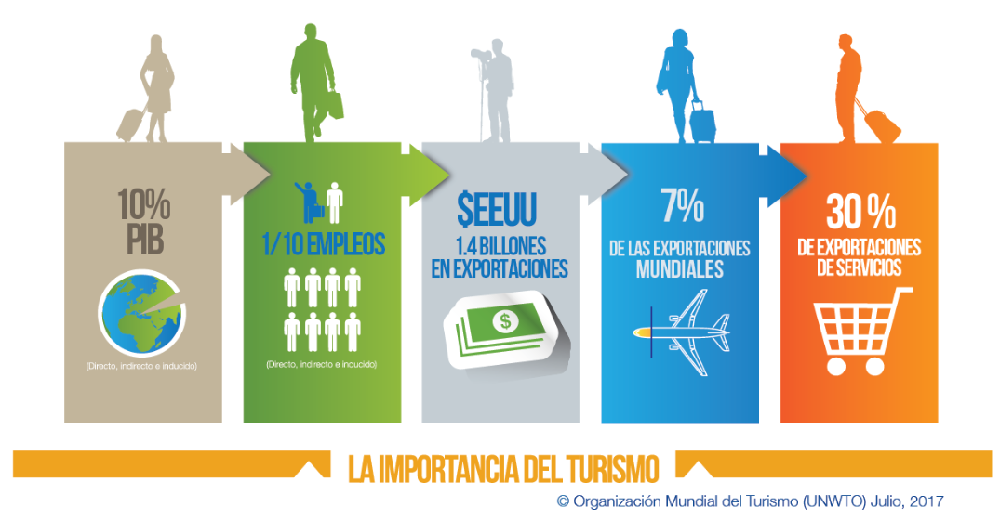 10%
PIB
(Directo, indirecto e inducido)
1/10 EMPLEOS
(Directo, indirecto e inducido)
$EEUU
1.4 BILLONES
EN EXPORTACIONES
$
7%
DE LAS EXPORTACIONES
MUNDIALES
30 %
DE EXPORTACIONES
DE SERVICIOS
LA IMPORTANCIA DEL TURISMO
© Organización Mundial del Turismo (UNWTO) Julio, 2017